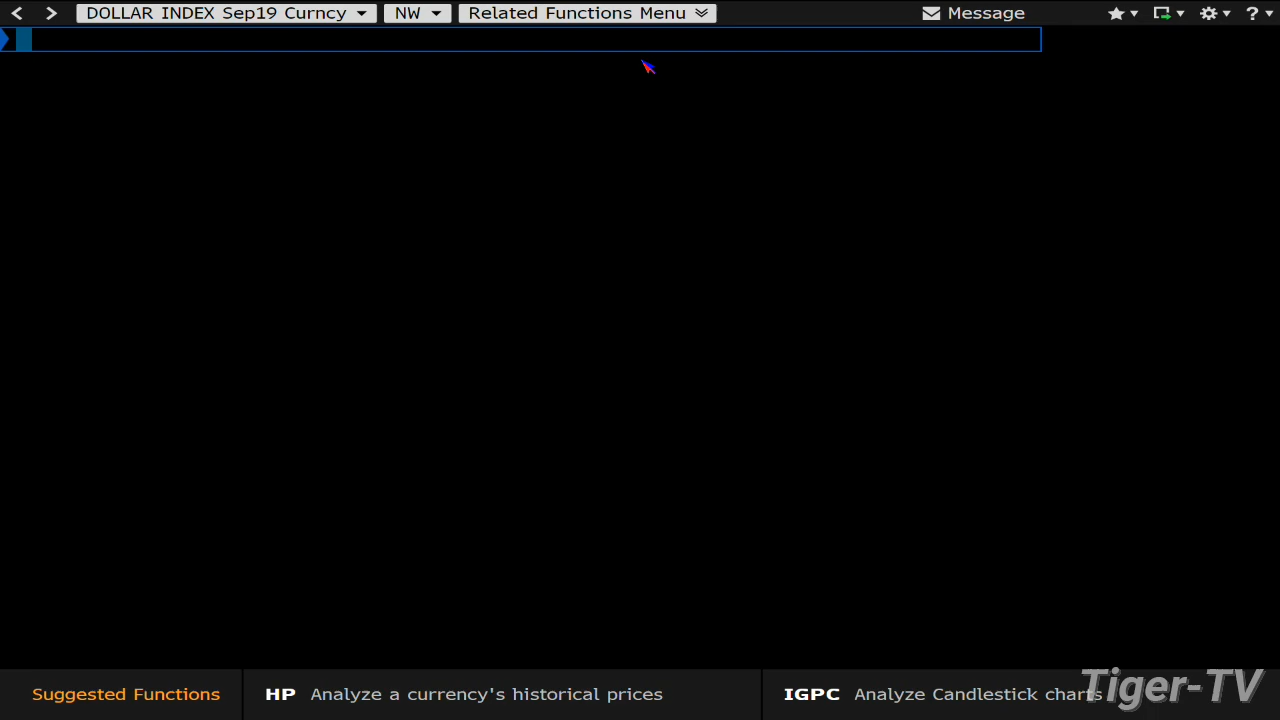 DOLLAR INDEX Sep19 Curncy NW Related Functions Menu Message ?
Suggested Functions HP Analyze a currency's historical prices IGPC Analyze Candlestick charts
Tiger-TV